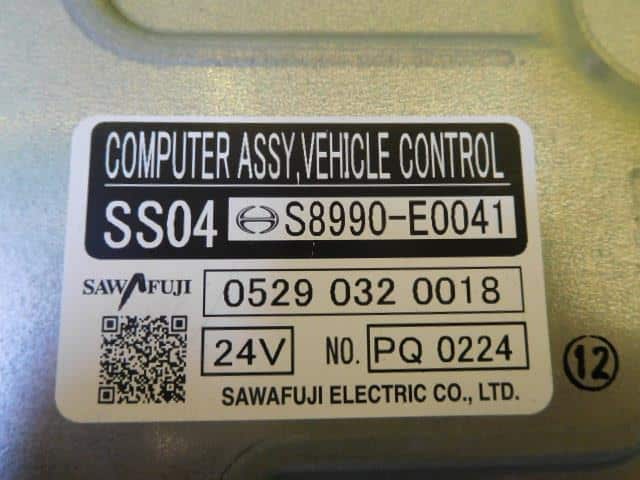 COMPUTER ASSY,VEHICLE CONTROL
SS04 S8990-E0041
SAWAFUJI 0529 032 0018
24V NO. PQ 0224
SAWAFUJI ELECTRIC CO., LTD.
12